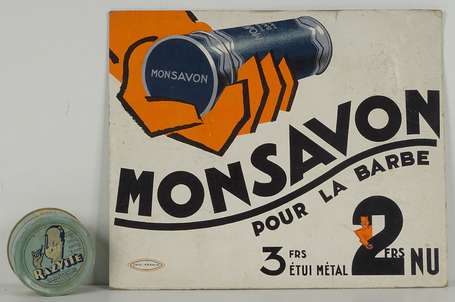 MONSAVON
MONSAVON
POUR LA BARBE
3 FRS ÉTUI MÉTAL
2 FRS NU
RAZVITE